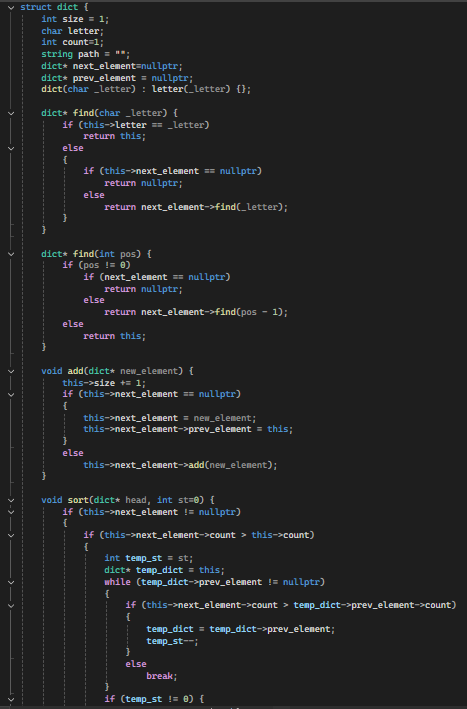 struct dict {
    int size = 1;
    char letter;
    int count=1;
    string path = "";
    dict* next_element=nullptr;
    dict* prev_element = nullptr;
    dict(char _letter) : letter(_letter) {};

    dict* find(char _letter) {
        if (this->letter == _letter)
            return this;
        else
        {
            if (this->next_element == nullptr)
                return nullptr;
            else
                return next_element->find(_letter);
        }
    }

    dict* find(int pos) {
        if (pos != 0)
            if (next_element == nullptr)
                return nullptr;
            else
                return next_element->find(pos - 1);
        else
            return this;
    }

    void add(dict* new_element) {
        this->size += 1;
        if (this->next_element == nullptr)
        {
            this->next_element = new_element;
            this->next_element->prev_element = this;
        }
        else
            this->next_element->add(new_element);
    }

    void sort(dict* head, int st=0) {
        if (this->next_element != nullptr)
        {
            if (this->next_element->count > this->count)
            {
                int temp_st = st;
                dict* temp_dict = this;
                while (temp_dict->prev_element != nullptr)
                {
                    if (this->next_element->count > temp_dict->prev_element->count)
                    {
                        temp_dict = temp_dict->prev_element;
                        temp_st--;
                    }
                    else
                        break;
                }
                if (temp_st != 0) {